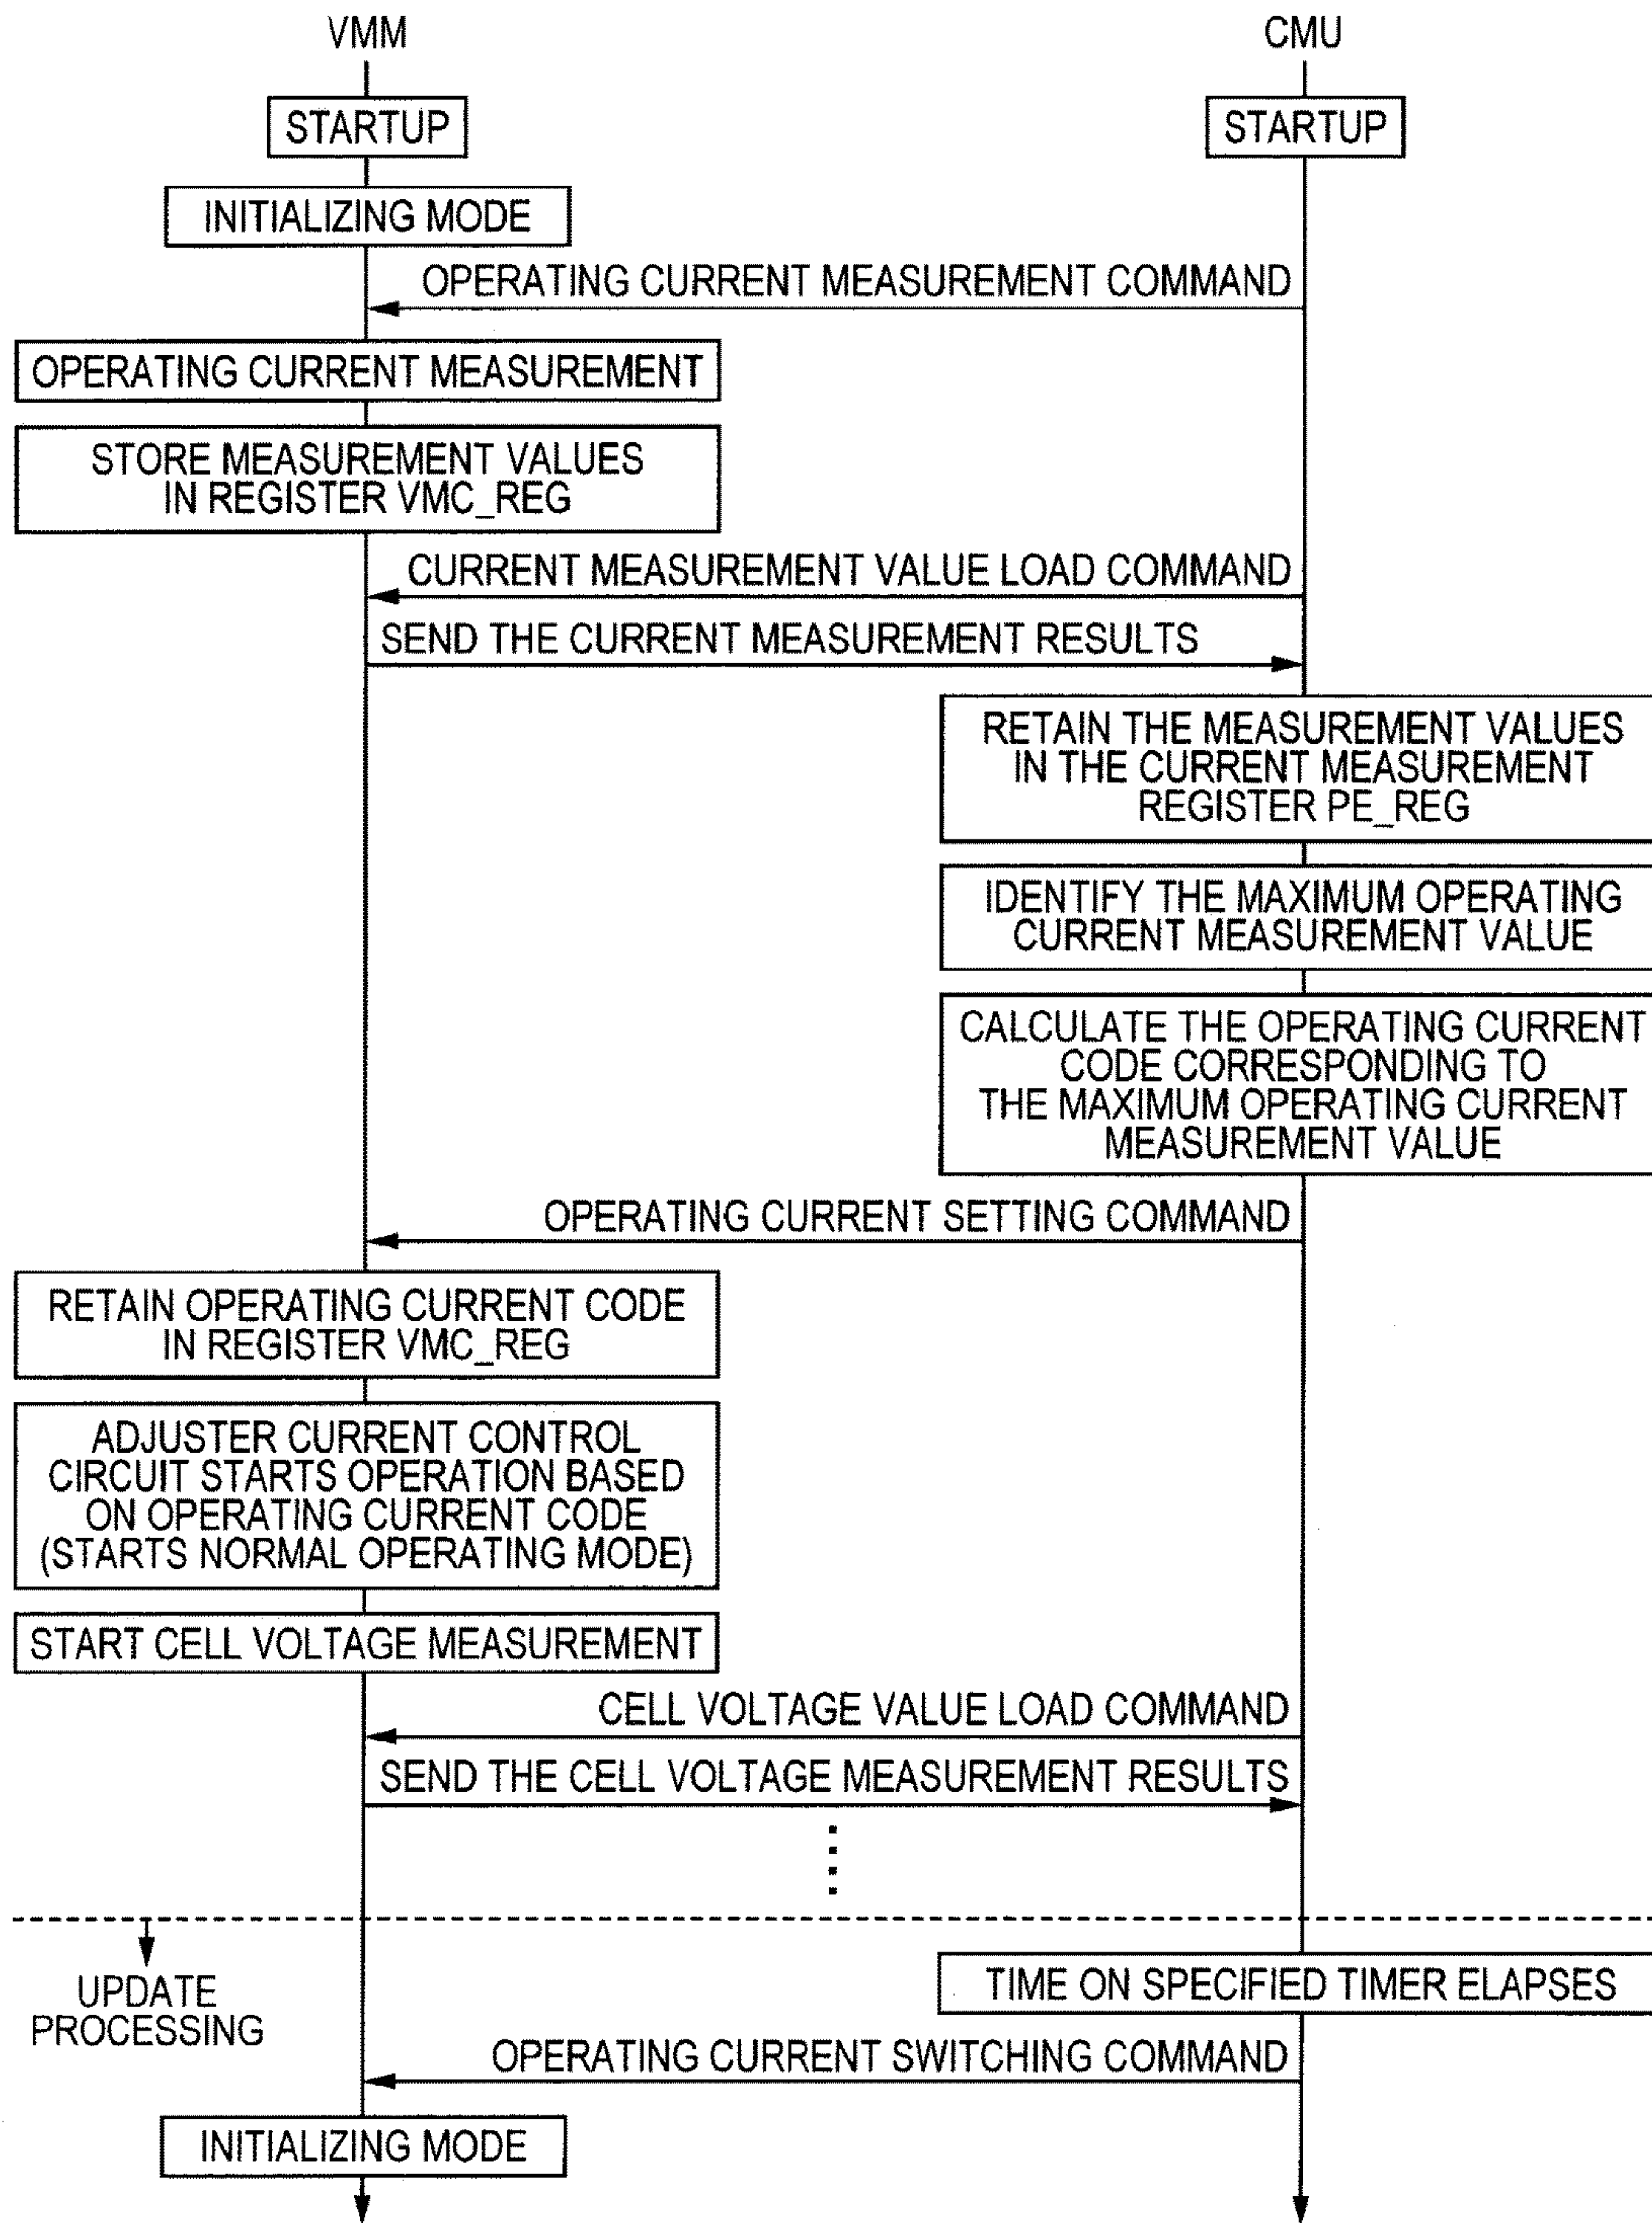 VMM
CMU
STARTUP
STARTUP
INITIALIZING MODE
OPERATING CURRENT MEASUREMENT COMMAND
OPERATING CURRENT MEASUREMENT
STORE MEASUREMENT VALUES
IN REGISTER VMC_REG
CURRENT MEASUREMENT VALUE LOAD COMMAND
SEND THE CURRENT MEASUREMENT RESULTS
RETAIN THE MEASUREMENT VALUES
IN THE CURRENT MEASUREMENT
REGISTER PE_REG
IDENTIFY THE MAXIMUM OPERATING
CURRENT MEASUREMENT VALUE
CALCULATE THE OPERATING CURRENT
CODE CORRESPONDING TO
THE MAXIMUM OPERATING CURRENT
MEASUREMENT VALUE
OPERATING CURRENT SETTING COMMAND
RETAIN OPERATING CURRENT CODE
IN REGISTER VMC_REG
ADJUSTER CURRENT CONTROL
CIRCUIT STARTS OPERATION BASED
ON OPERATING CURRENT CODE
(STARTS NORMAL OPERATING MODE)
START CELL VOLTAGE MEASUREMENT
CELL VOLTAGE VALUE LOAD COMMAND
SEND THE CELL VOLTAGE MEASUREMENT RESULTS
TIME ON SPECIFIED TIMER ELAPSES
UPDATE
PROCESSING
OPERATING CURRENT SWITCHING COMMAND
INITIALIZING MODE